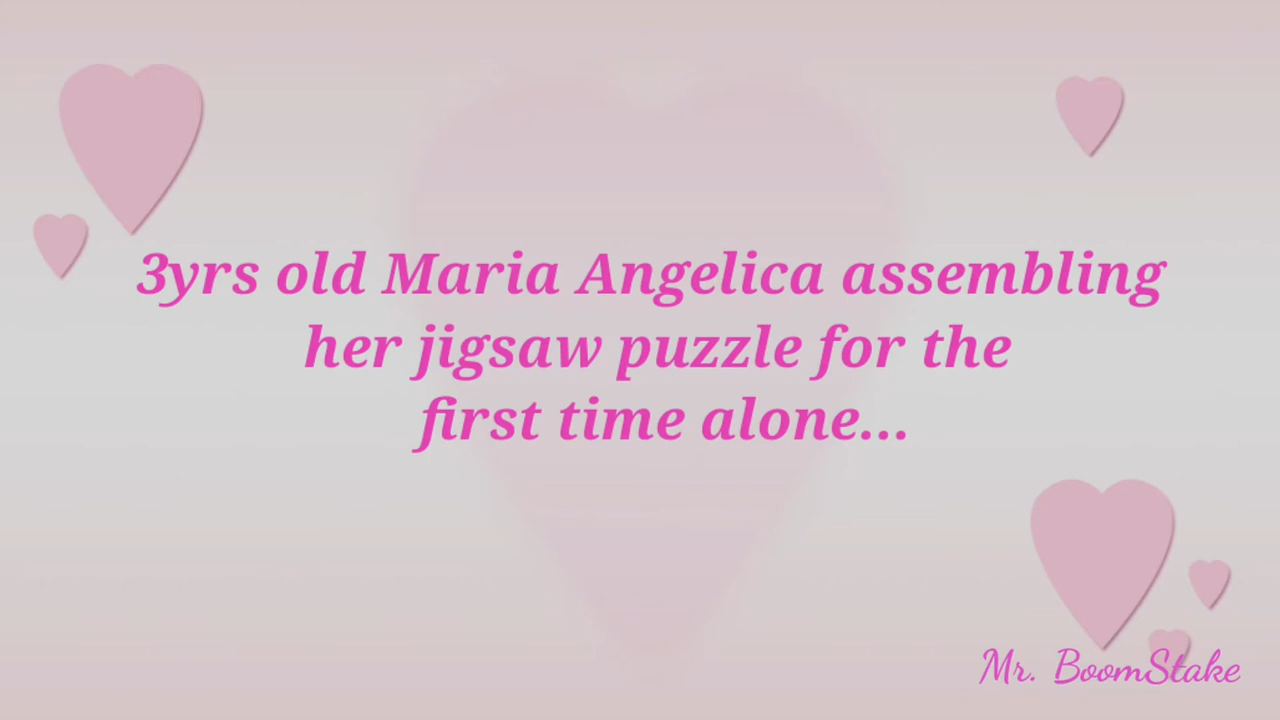 3yrs old Maria Angelica assembling
her jigsaw puzzle for the
first time alone...
Mr. BoomStake